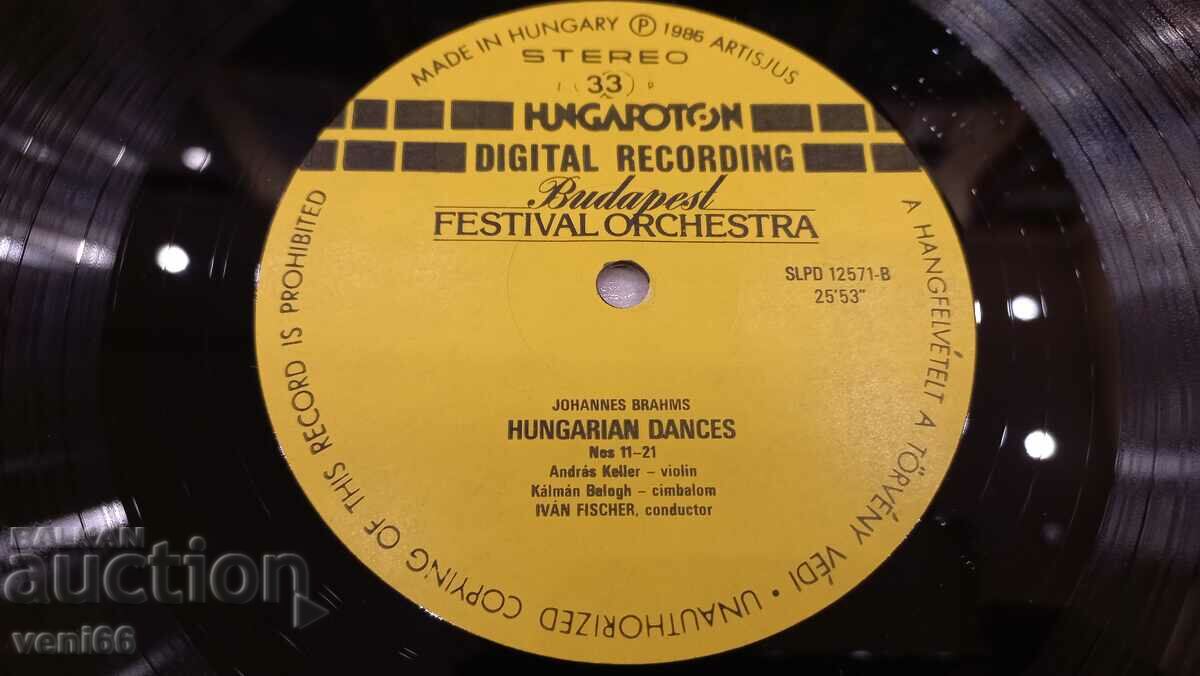 MADE IN HUNGARY Ⓟ 1985 ARTISJUS
STEREO
33
HUNGAROTON
DIGITAL RECORDING
Budapest
FESTIVAL ORCHESTRA
SLPD 12571-B
25'53"
JOHANNES BRAHMS
HUNGARIAN DANCES
Nos 11-21
András Keller – violin
Kálmán Balogh – cimbalom
IVÁN FISCHER, conductor
A HANGFELVÉTELT A TÖRVÉNY VÉDI • UNAUTHORIZED COPYING OF THIS RECORD IS PROHIBITED
BALKAN
auction
veni66